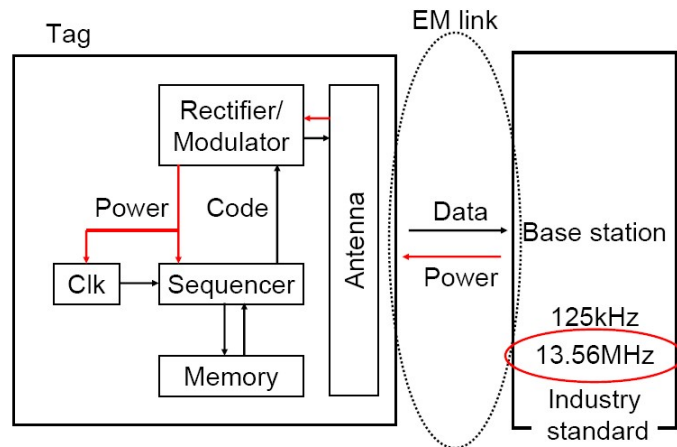 Tag
EM link
Rectifier/
Modulator
Antenna
Power
Code
Clk
Sequencer
Memory
Data
Power
Base station
125kHz
13.56MHz
Industry
standard